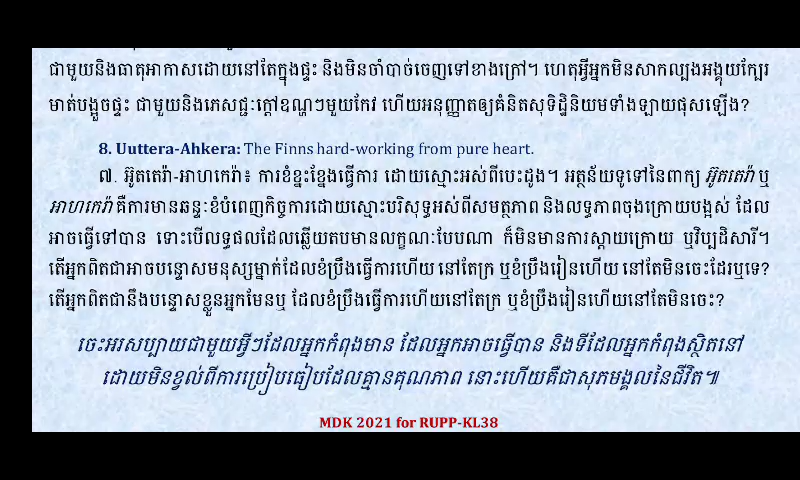 ជាមួយនិងធាតុអាកាសដោយនៅតែក្នុងផ្ទះ និងមិនចាំបាច់ចេញទៅខាងក្រៅ។ ហេតុអ្វីអ្នកមិនសាកល្បងអង្គុយក្បែរ
មាត់បង្អួចផ្ទះ ជាមួយនិងភេសជ្ជៈក្ដៅឧណ្ហៗមួយកែវ ហើយអនុញ្ញាតឲ្យគំនិតសុទិដ្ឋិនិយមទាំងឡាយផុសឡើង?
8. Uuttera-Ahkera: The Finns hard-working from pure heart.
៧. អ៊ូតតេរ៉ា-អាហកេរ៉ា៖ ការខំខ្នះខ្នែងធ្វើការ ដោយស្មោះអស់ពីបេះដូង។ អត្ថន័យទូទៅនៃពាក្យ អ៊ូតតេរ៉ា ឬ
អាហកេរ៉ា គឺការមានឆន្ទៈខំបំពេញកិច្ចការដោយស្មោះបរិសុទ្ធអស់ពីសមត្ថភាព និងលទ្ធភាពចុងក្រោយបង្អស់ ដែល
អាចធ្វើទៅបាន ទោះបើលទ្ធផលដែលឆ្លើយតបមានលក្ខណៈបែបណា ក៏មិនមានការស្ដាយក្រោយ ឬវិប្បដិសារី។
តើអ្នកពិតជាអាចបន្ទោសមនុស្សម្នាក់ដែលខំប្រឹងធ្វើការហើយ នៅតែក្រ ឬខំប្រឹងរៀនហើយ នៅតែមិនចេះដែរឬទេ?
តើអ្នកពិតជានឹងបន្ទោសខ្លួនអ្នកមែនឬ ដែលខំប្រឹងធ្វើការហើយនៅតែក្រ ឬខំប្រឹងរៀនហើយនៅតែមិនចេះ?
ចេះអរសប្បាយជាមួយអ្វីៗដែលអ្នកកំពុងមាន ដែលអ្នកអាចធ្វើបាន និងទីដែលអ្នកកំពុងស្ថិតនៅ
ដោយមិនខ្វល់ពីការប្រៀបធៀបដែលគ្មានគុណភាព នោះហើយគឺជាសុភមង្គលនៃជីវិត៕
MDK 2021 for RUPP-KL38